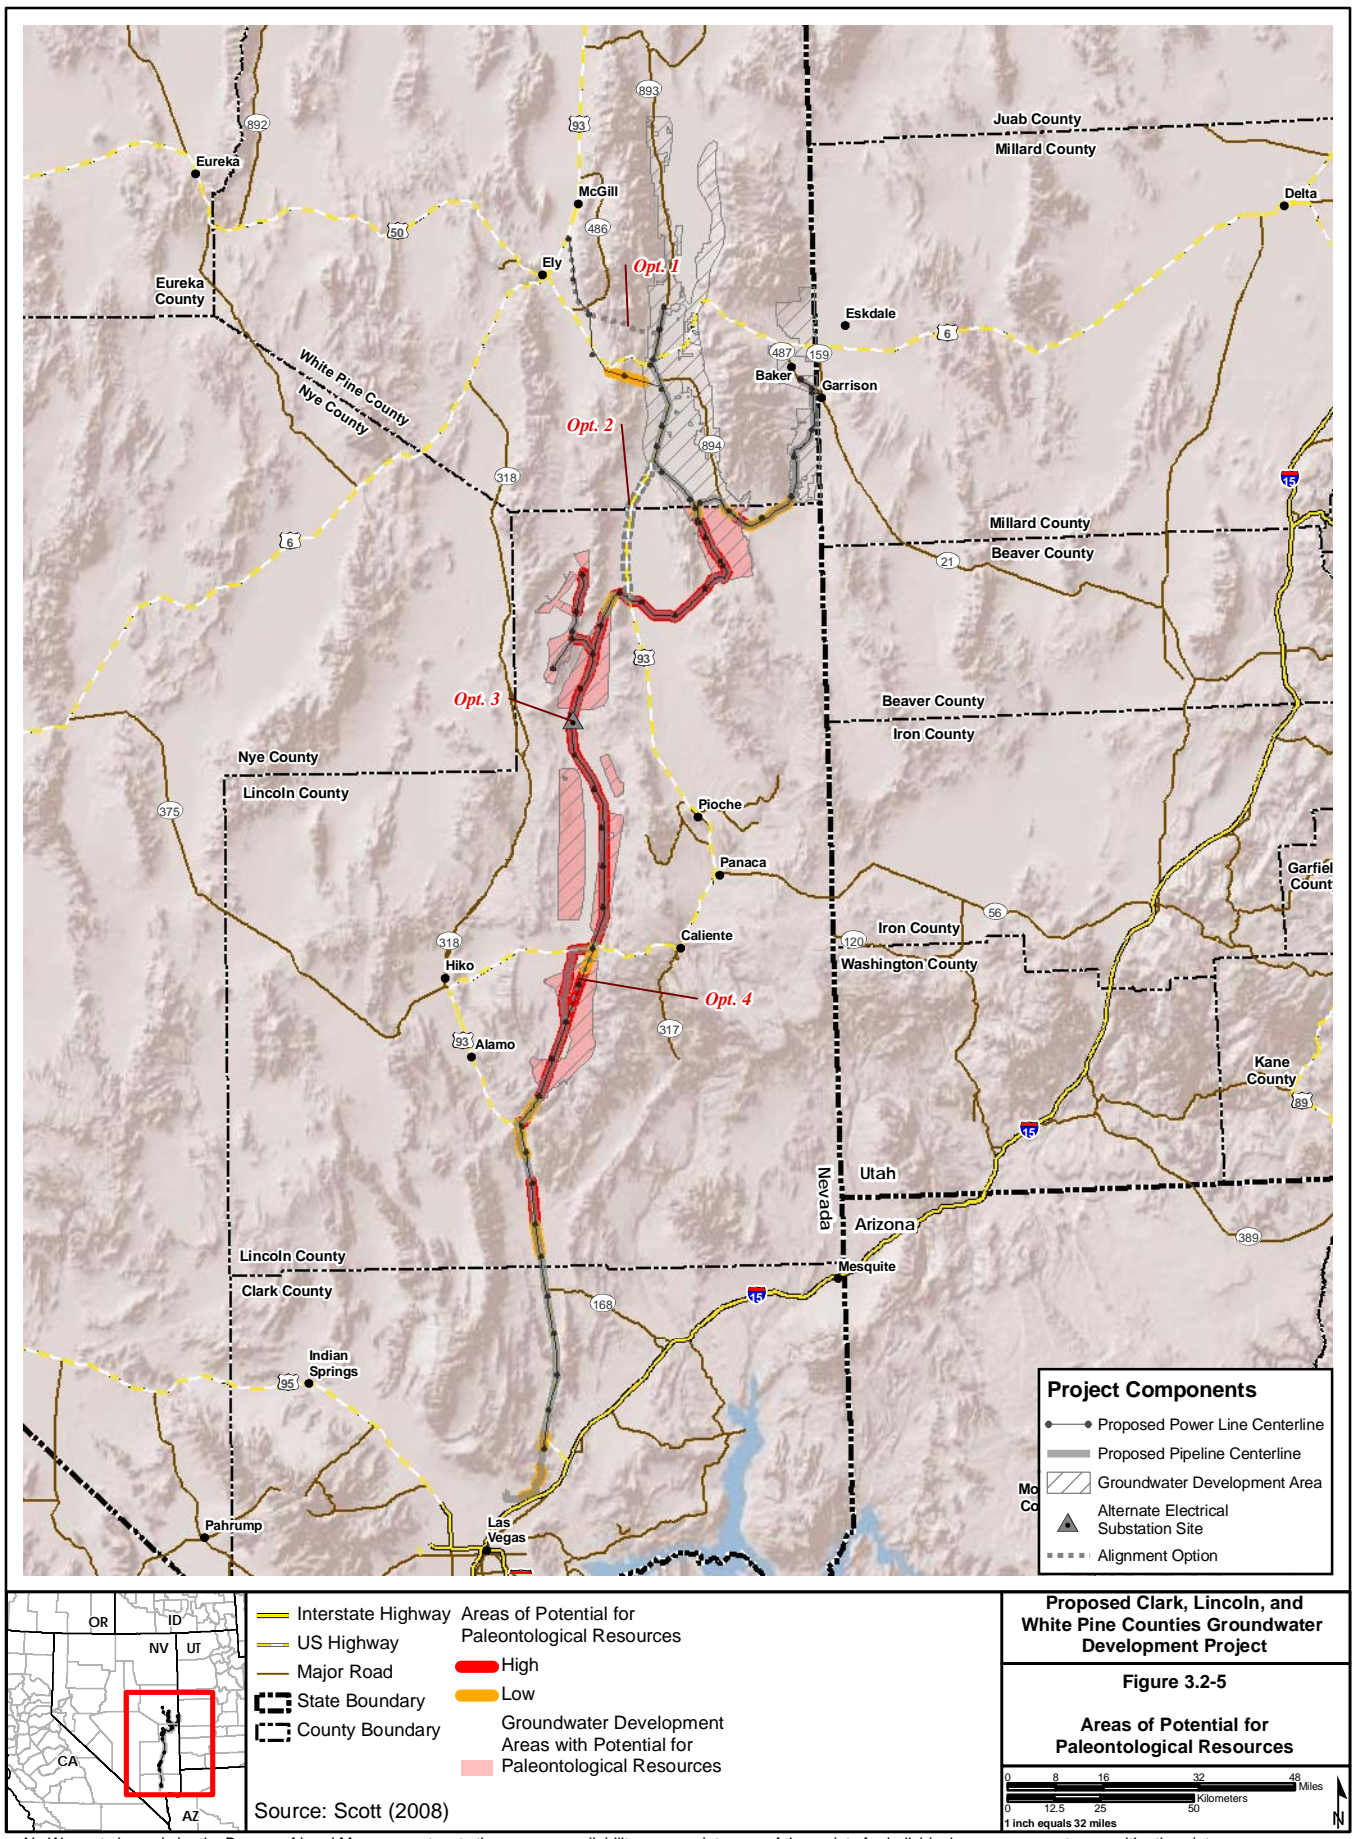 893
Juab County
892
93
Millard County
Eureka
McGill
Delta
486
50
Ely
Opt. 1
Eureka
County
Eskdale
6
487
159
White Pine County
Baker
Garrison
Nye County
Opt. 2
894
318
15
Millard County
6
Beaver County
21
93
Opt. 3
Beaver County
Iron County
Nye County
Lincoln County
375
Pioche
Panaca
Garfiel
Count
56
Iron County
318
120
Caliente
Washington County
Hiko
Opt. 4
317
93
Alamo
Kane
County
89
15
Nevada
Utah
Arizona
389
Lincoln County
Mesquite
Clark County
15
168
Indian
Springs
95
Project Components
Proposed Power Line Centerline
Proposed Pipeline Centerline
Groundwater Development Area
Mo
Co
Alternate Electrical
Substation Site
Alignment Option
Pahrump
Las
Vegas
OR
ID
NV
UT
CA
AZ
Interstate Highway
US Highway
Major Road
State Boundary
County Boundary
Source: Scott (2008)
Areas of Potential for
Paleontological Resources
High
Low
Groundwater Development
Areas with Potential for
Paleontological Resources
Proposed Clark, Lincoln, and
White Pine Counties Groundwater
Development Project
Figure 3.2-5
Areas of Potential for
Paleontological Resources
0 8 16 32 48
Miles
Kilometers
0 12.5 25 50
1 inch equals 32 miles
N